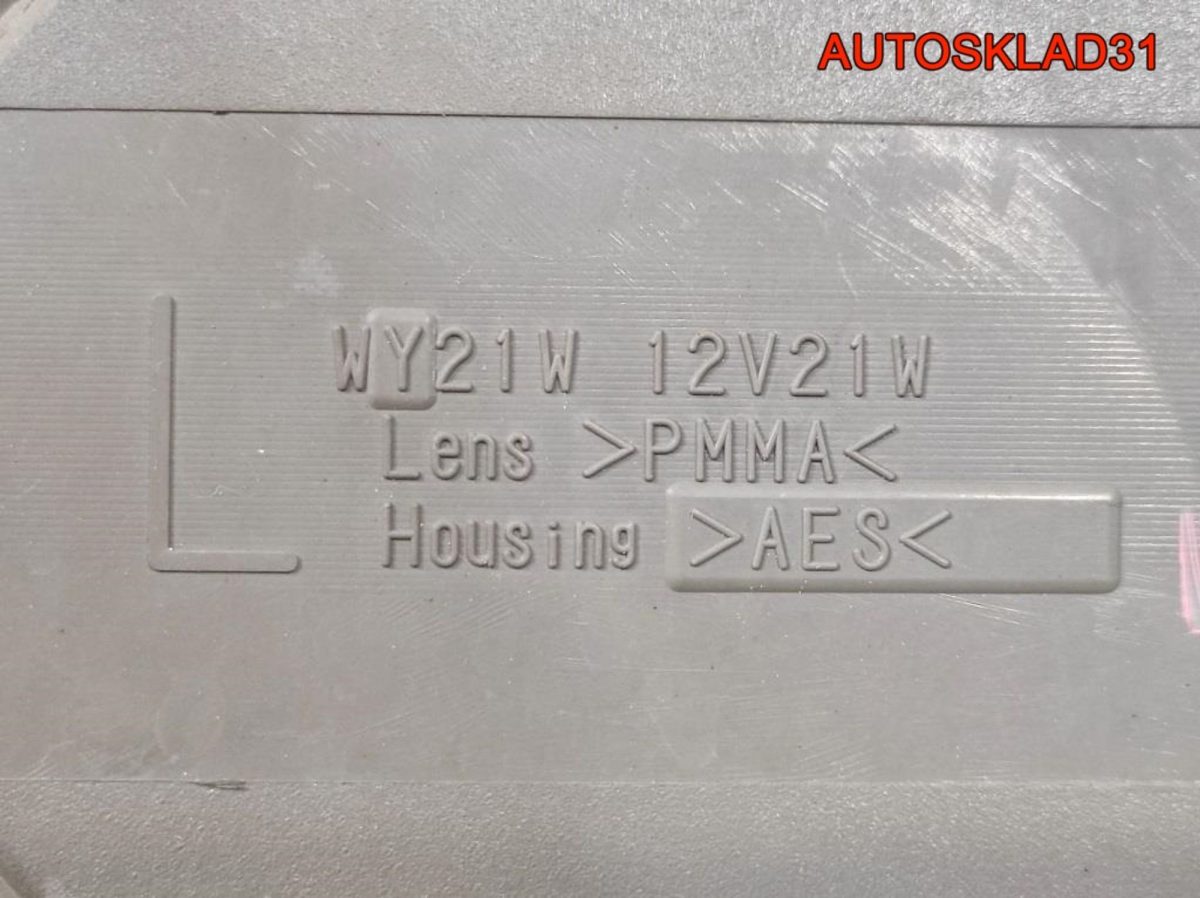 AUTOSKLAD31
L
WY21W 12V21W
Lens >PMMA<
Housing >AES<